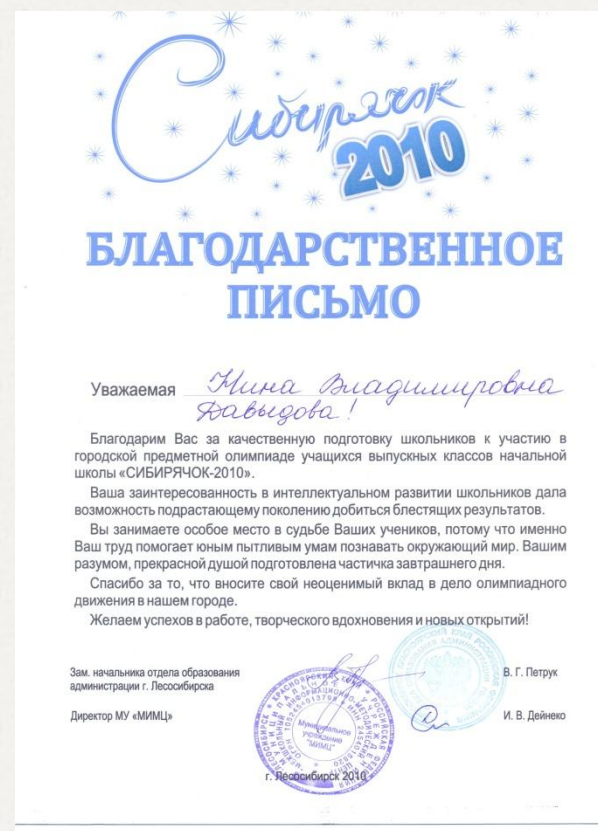 Сибирячок
2010
БЛАГОДАРСТВЕННОЕ
ПИСЬМО
Уважаемая Нина Владимировна
Давыдова!
Благодарим Вас за качественную подготовку школьников к участию в
городской предметной олимпиаде учащихся выпускных классов начальной
школы «СИБИРЯЧОК-2010».
Ваша заинтересованность в интеллектуальном развитии школьников дала
возможность подрастающему поколению добиться блестящих результатов.
Вы занимаете особое место в судьбе Ваших учеников, потому что именно
Ваш труд помогает юным пытливым умам познавать окружающий мир. Вашим
разумом, прекрасной душой подготовлена частичка завтрашнего дня.
Спасибо за то, что вносите свой неоценимый вклад в дело олимпиадного
движения в нашем городе.
Желаем успехов в работе, творческого вдохновения и новых открытий!
Зам. начальника отдела образования
администрации г. Лесосибирска
В. Г. Петрук
Директор МУ «МИМЦ»
И. В. Дейнеко
Муниципальное
учреждение
"МИМЦ"
г. Лесосибирск 2010